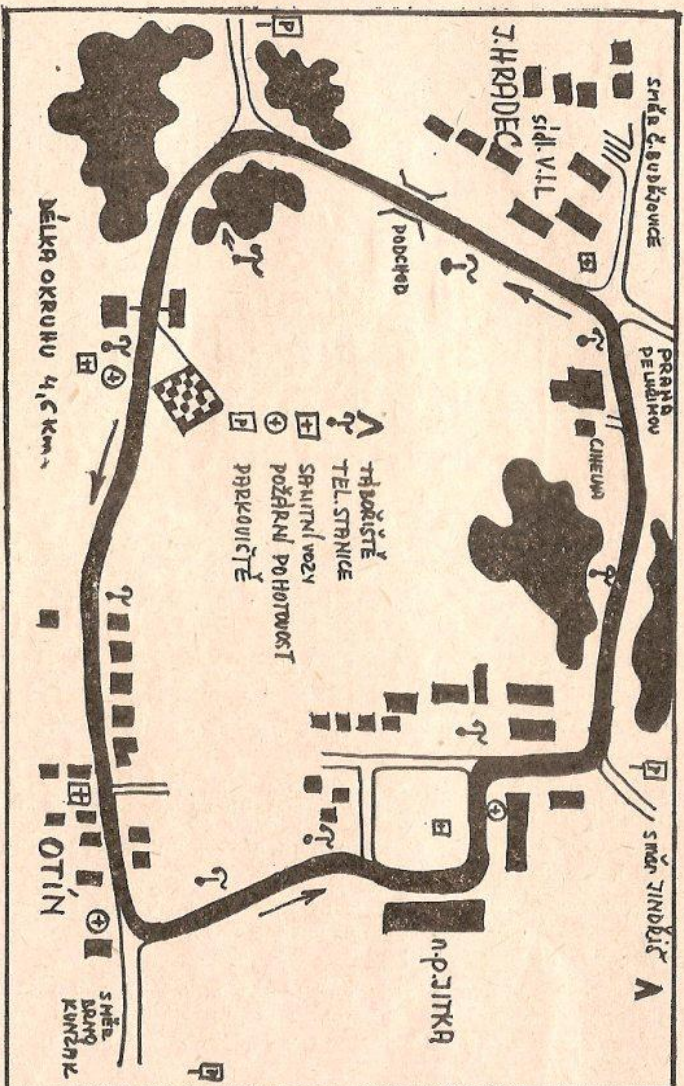 SMĚR Č. BUDĚJOVICE
J. HRADEC
sídl. V.I.L
PRAHA
PELHŘIMOV
PODCHOD
CIHELNA
SMĚR JINDŘIŠ
TÁBOŘIŠTĚ
TEL. STANICE
SANITNÍ VOZY
POŽÁRNÍ POHOTOVOST
PARKOVIŠTĚ
P
P
P
P
n.p. JITKA
DÉLKA OKRUHU 4,6 Km.
OTÍN
SMĚR
BRNO
KUNŽAK